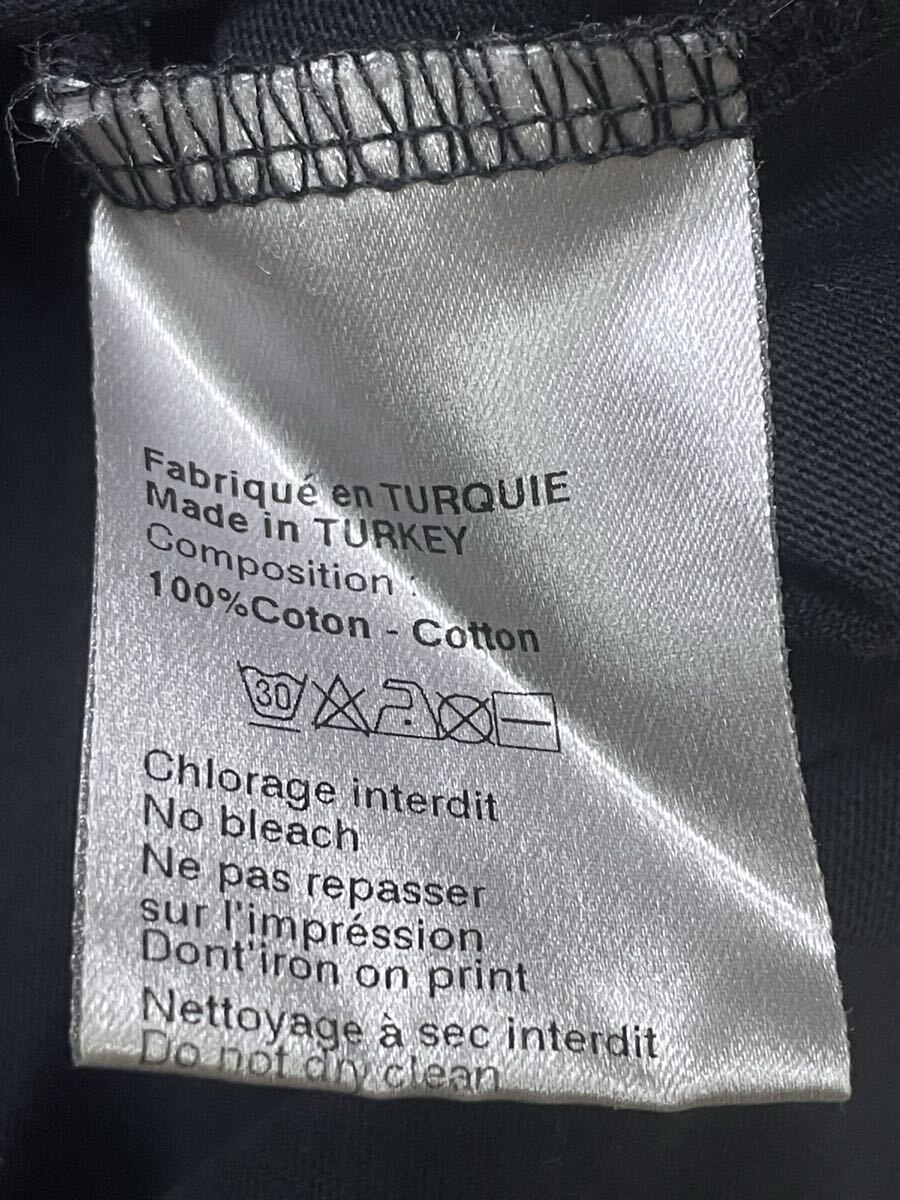 Fabriqué en TURQUIE
Made in TURKEY
Composition :
100%Coton - Cotton
30
Chlorage interdit
No bleach
Ne pas repasser
sur l'impréssion
Dont'iron on print
Nettoyage à sec interdit
Do not dry clean